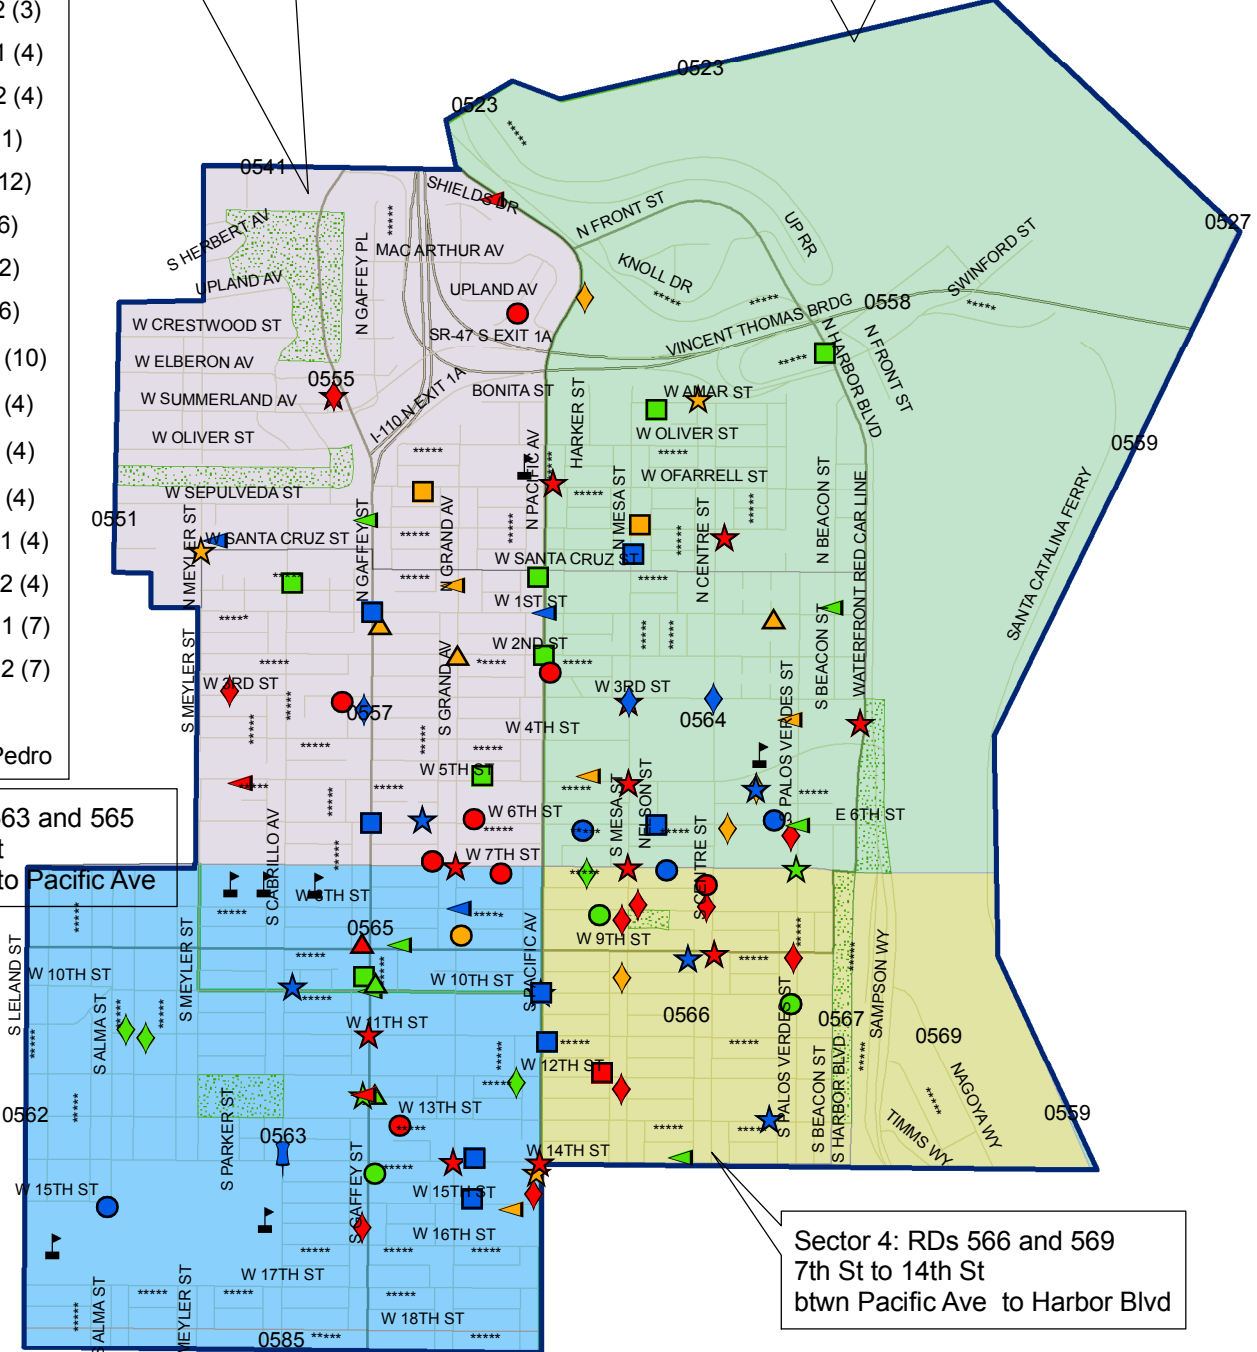 2 (3)
1 (4)
2 (4)
1)
12)
6)
2)
6)
(10)
(4)
(4)
(4)
1 (4)
2 (4)
1 (7)
2 (7)
Pedro
563 and 565
t
to Pacific Ave
0523
0523
0541
SHIELDS DR
N FRONT ST
UP RR
0527
S HERBERT AV
N GAFFEY PL
MAC ARTHUR AV
KNOLL DR
SWINFORD ST
UPLAND AV
UPLAND AV
0558
W CRESTWOOD ST
SR-47 S EXIT 1A
VINCENT THOMAS BRDG
N HARBOR BLVD
N FRONT ST
W ELBERON AV
0555
I-110 N EXIT 1A
BONITA ST
HARKER ST
W AMAR ST
W SUMMERLAND AV
W OLIVER ST
W OLIVER ST
0559
N PACIFIC AV
W OFARRELL ST
W SEPULVEDA ST
N MESA ST
N BEACON ST
WATERFRONT RED CAR LINE
0551
N MEYLER ST
W SANTA CRUZ ST
N GAFFEY ST
N GRAND AV
N CENTRE ST
SANTA CATALINA FERRY
W SANTA CRUZ ST
W 1ST ST
S MEYLER ST
W 2ND ST
S GRAND AV
S BEACON ST
W 3RD ST
W 3RD ST
S PALOS VERDES ST
0557
0564
W 4TH ST
W 5TH ST
S MESA ST
NELSON ST
W 6TH ST
E 6TH ST
S CABRILLO AV
W 7TH ST
S CENTRE ST
W 8TH ST
0565
S PACIFIC AV
W 9TH ST
S LELAND ST
S MEYLER ST
W 10TH ST
W 10TH ST
SAMPSON WY
S ALMA ST
W 11TH ST
0566
S PALOS VERDES ST
0567
0569
W 12TH ST
S BEACON ST
S HARBOR BLVD
NAGOYA WY
0562
S PARKER ST
W 13TH ST
0559
TIMMS WY
0563
W 14TH ST
S GAFFEY ST
W 15TH ST
W 15TH ST
W 16TH ST
W 17TH ST
S ALMA ST
MEYLER ST
W 18TH ST
0585
Sector 4: RDs 566 and 569
7th St to 14th St
btwn Pacific Ave to Harbor Blvd